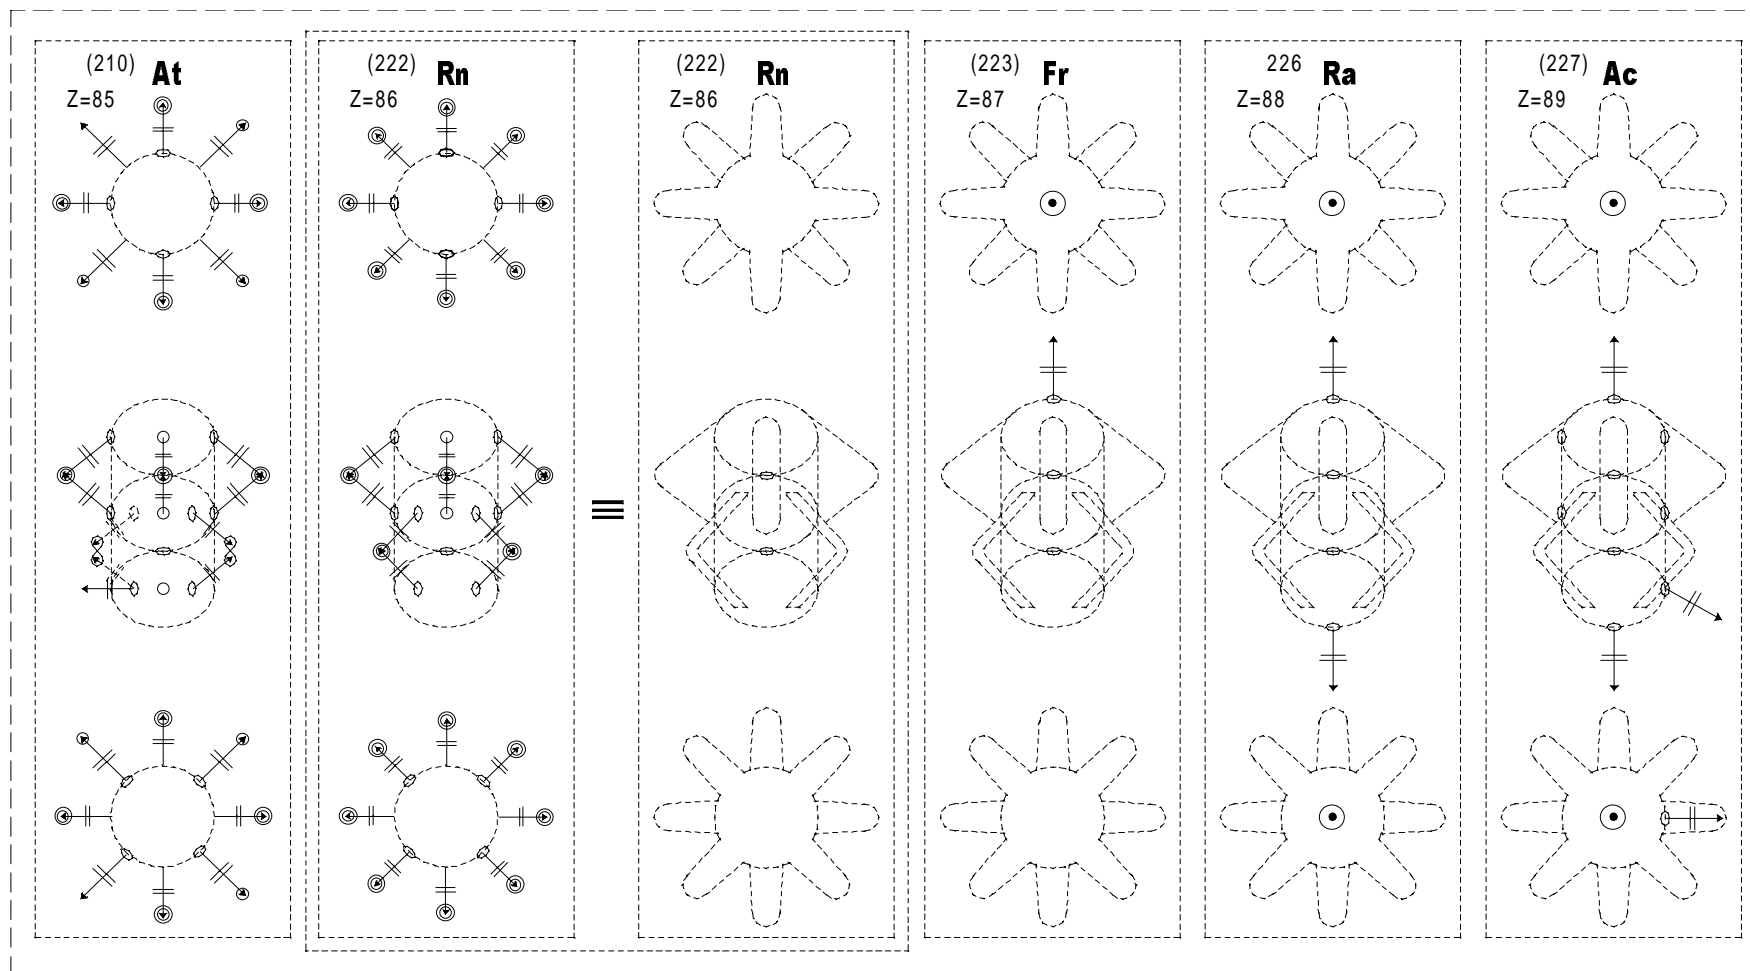 (210) At
Z=85
(222) Rn
Z=86
≡
(222) Rn
Z=86
(223) Fr
Z=87
226 Ra
Z=88
(227) Ac
Z=89